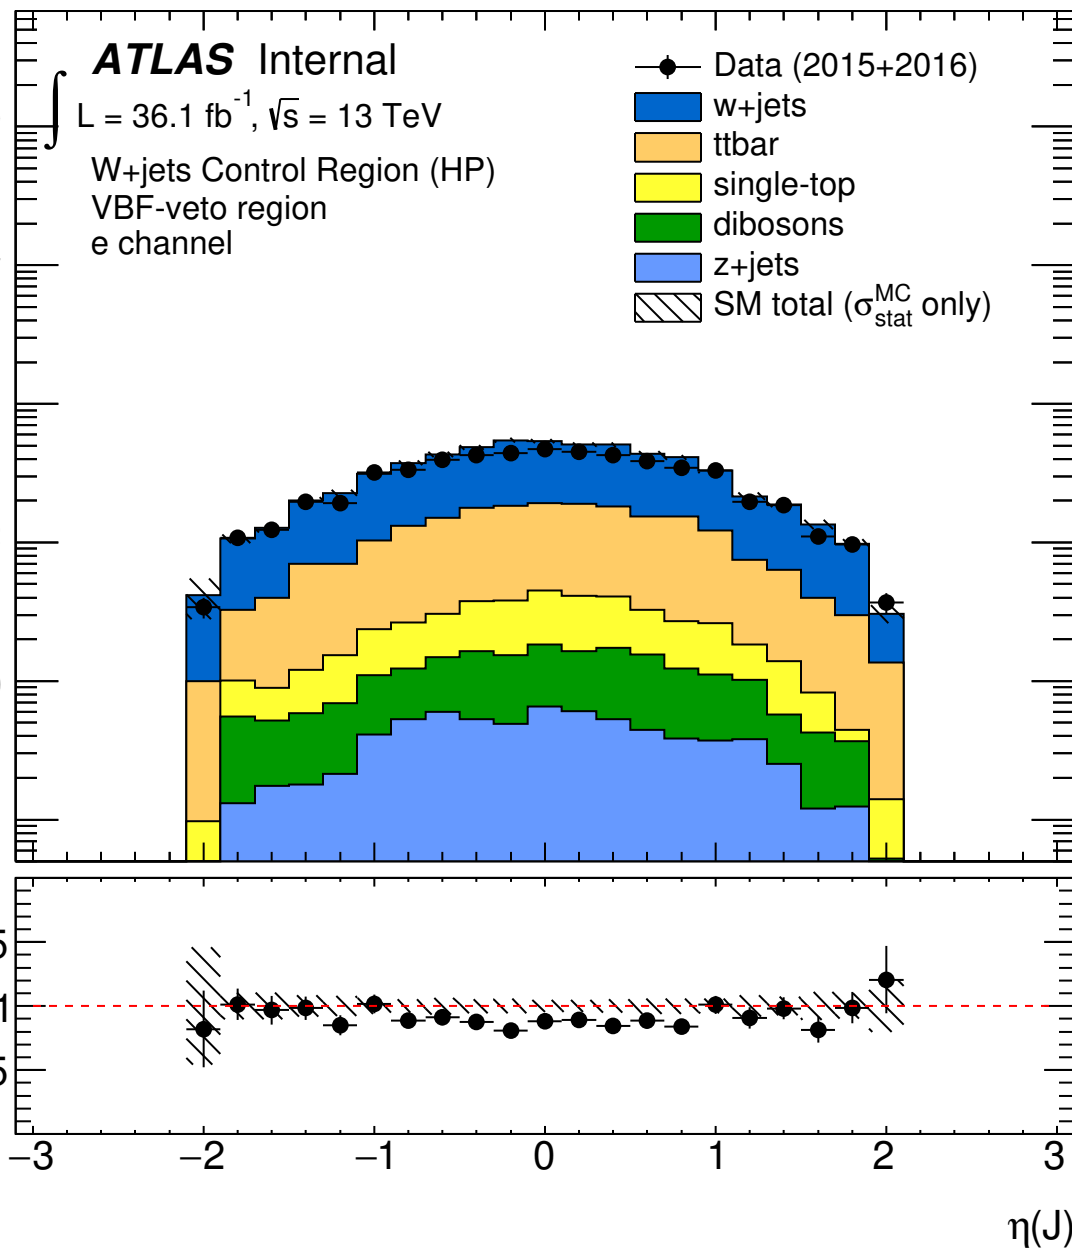 ATLAS Internal
∫ L = 36.1 fb⁻¹, √s = 13 TeV
W+jets Control Region (HP)
VBF-veto region
e channel
Data (2015+2016)
w+jets
ttbar
single-top
dibosons
z+jets
SM total (σ^MC_stat only)
1
−3 −2 −1 0 1 2 3
η(J)